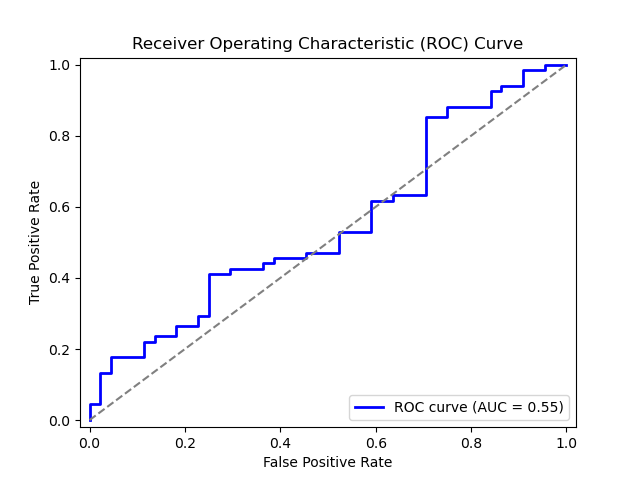 Receiver Operating Characteristic (ROC) Curve
True Positive Rate
1.0
0.8
0.6
0.4
0.2
0.0
ROC curve (AUC = 0.55)
0.0 0.2 0.4 0.6 0.8 1.0
False Positive Rate